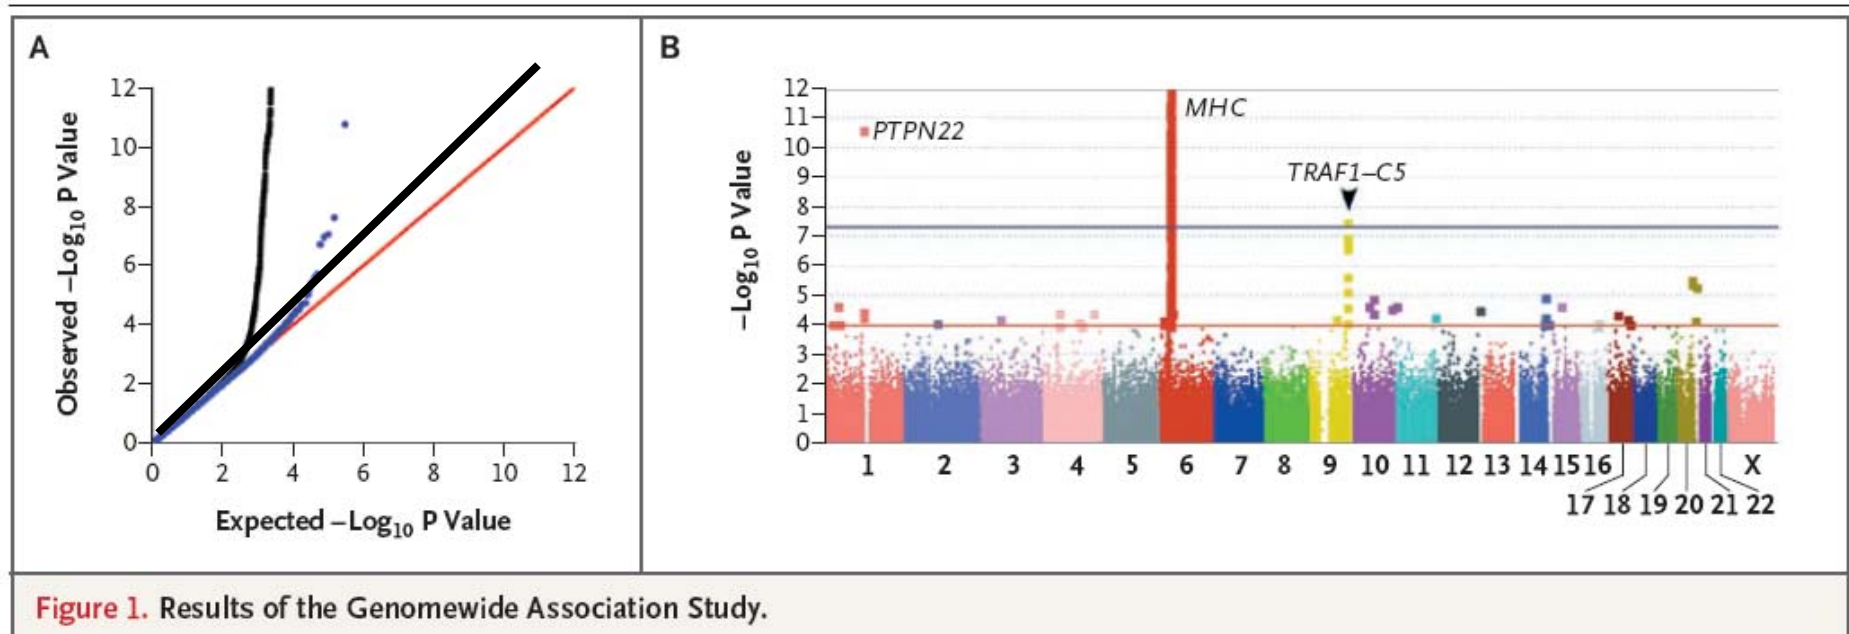 A
Observed –Log10 P Value
12
10
8
6
4
2
0
0 2 4 6 8 10 12
Expected –Log10 P Value
B
–Log10 P Value
12
11
10
9
8
7
6
5
4
3
2
1
0
PTPN22
MHC
TRAF1–C5
1 2 3 4 5 6 7 8 9 10 11 12 13 14 15 16 X
17 18 19 20 21 22
Figure 1. Results of the Genomewide Association Study.